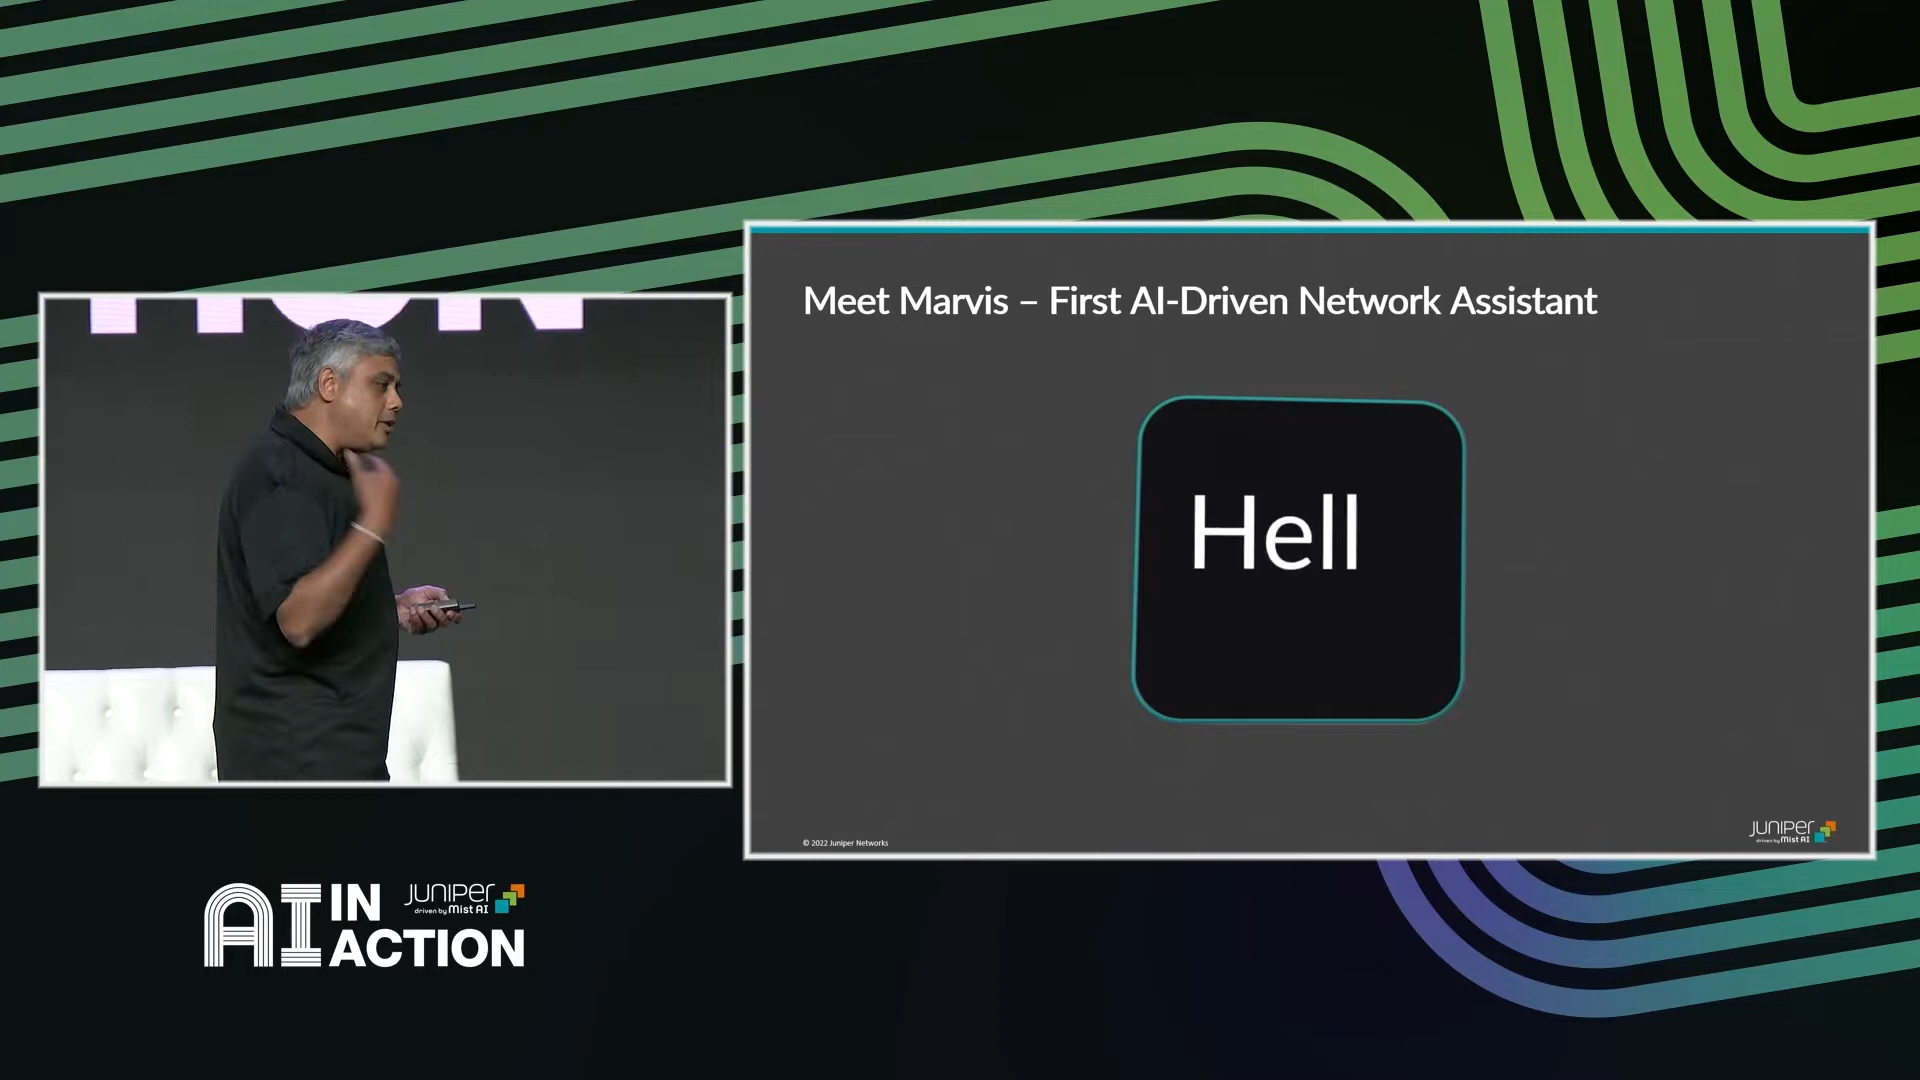 Meet Marvis – First AI-Driven Network Assistant
Hell
© 2022 Juniper Networks
JUNIPEr
driven by Mist AI
AI IN ACTION
JUNIPEr
driven by Mist AI